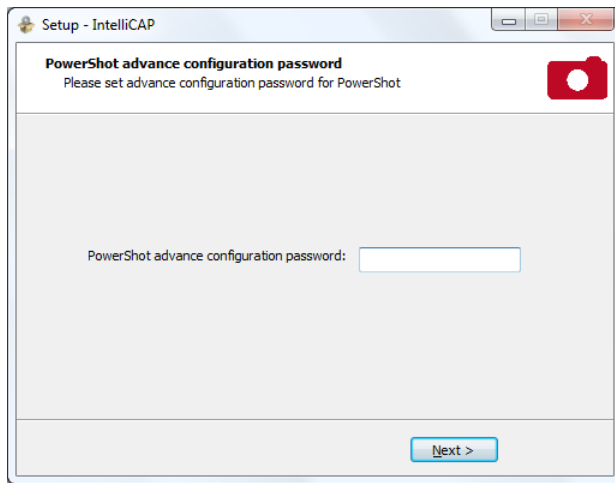 Setup - IntelliCAP
PowerShot advance configuration password
Please set advance configuration password for PowerShot
PowerShot advance configuration password:
Next >